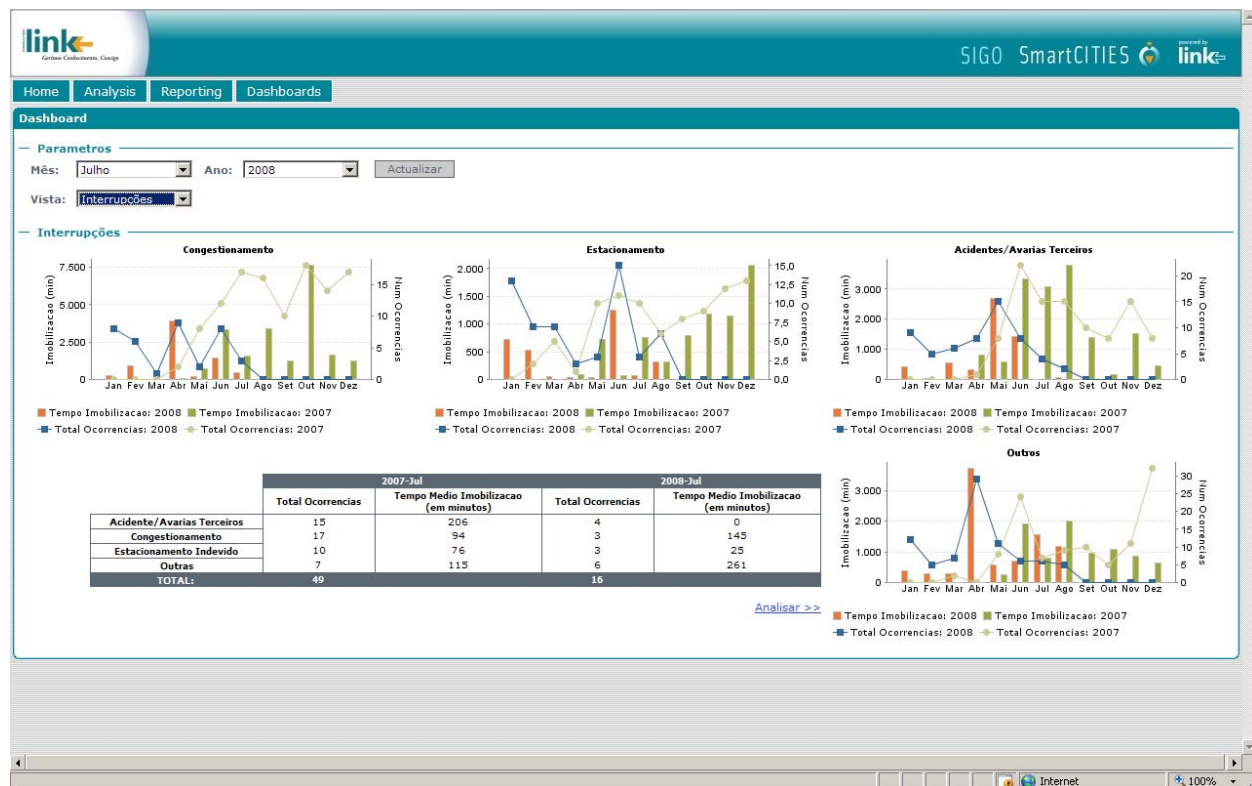 link
Gerimos Conhecimento. Consigo
SIGO SmartCITIES powered by link
Home Analysis Reporting Dashboards
Dashboard
Parametros
Mês: Julho Ano: 2008 Actualizar
Vista: Interrupções
Interrupções
Congestionamento
Imobilizacao (min)
7.500
5.000
2.500
0
15
10
5
0
Num Ocorrencias
Jan Fev Mar Abr Mai Jun Jul Ago Set Out Nov Dez
Tempo Imobilizacao: 2008 Tempo Imobilizacao: 2007
Total Ocorrencias: 2008 Total Ocorrencias: 2007
Estacionamento
Imobilizacao (min)
2.000
1.500
1.000
500
0
15,0
12,5
10,0
7,5
5,0
2,5
0,0
Num Ocorrencias
Jan Fev Mar Abr Mai Jun Jul Ago Set Out Nov Dez
Tempo Imobilizacao: 2008 Tempo Imobilizacao: 2007
Total Ocorrencias: 2008 Total Ocorrencias: 2007
Acidentes/Avarias Terceiros
Imobilizacao (min)
3.000
2.000
1.000
0
20
15
10
5
0
Num Ocorrencias
Jan Fev Mar Abr Mai Jun Jul Ago Set Out Nov Dez
Tempo Imobilizacao: 2008 Tempo Imobilizacao: 2007
Total Ocorrencias: 2008 Total Ocorrencias: 2007
2007-Jul 2008-Jul
Total Ocorrencias Tempo Medio Imobilizacao (em minutos) Total Ocorrencias Tempo Medio Imobilizacao (em minutos)
Acidente/Avarias Terceiros 15 206 4 0
Congestionamento 17 94 3 145
Estacionamento Indevido 10 76 3 25
Outras 7 115 6 261
TOTAL: 49 16
Analisar >>
Outros
Imobilizacao (min)
3.000
2.000
1.000
0
30
25
20
15
10
5
0
Num Ocorrencias
Jan Fev Mar Abr Mai Jun Jul Ago Set Out Nov Dez
Tempo Imobilizacao: 2008 Tempo Imobilizacao: 2007
Total Ocorrencias: 2008 Total Ocorrencias: 2007
Internet 100%